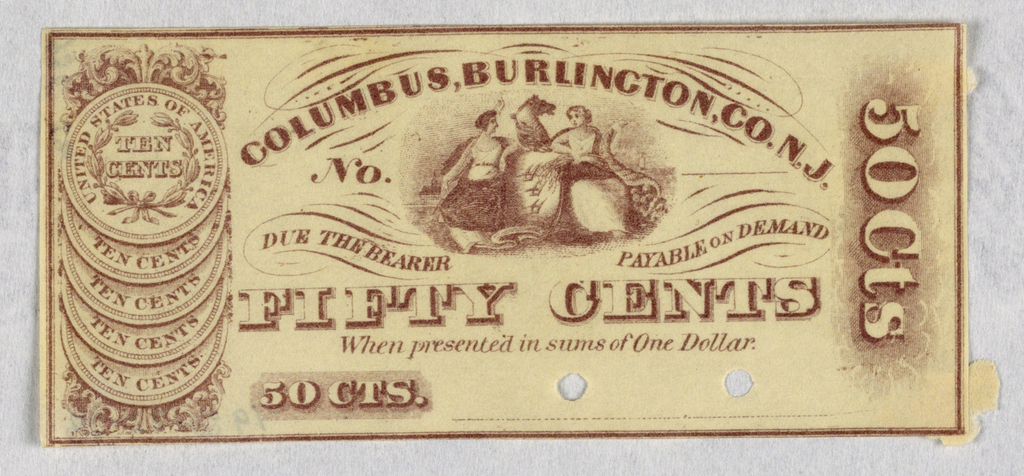 COLUMBUS, BURLINGTON, CO. N.J.
UNITED STATES OF AMERICA
TEN
CENTS
TEN CENTS
TEN CENTS
TEN CENTS
TEN CENTS
No.
DUE THE BEARER
PAYABLE ON DEMAND
FIFTY CENTS
When presented in sums of One Dollar.
50 CTS.
50 Cts